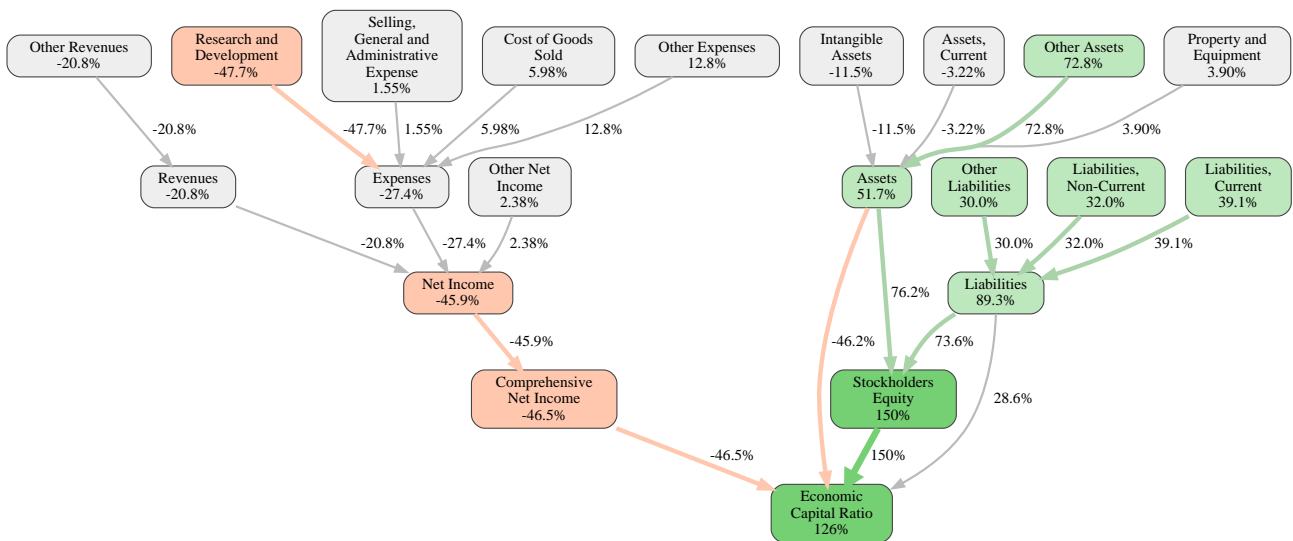 Other Revenues
-20.8%
Research and
Development
-47.7%
Selling,
General and
Administrative
Expense
1.55%
Cost of Goods
Sold
5.98%
Other Expenses
12.8%
Intangible
Assets
-11.5%
Assets,
Current
-3.22%
Other Assets
72.8%
Property and
Equipment
3.90%
-20.8%
-47.7%
1.55%
5.98%
12.8%
-11.5%
-3.22%
72.8%
3.90%
Revenues
-20.8%
Expenses
-27.4%
Other Net
Income
2.38%
Assets
51.7%
Other
Liabilities
30.0%
Liabilities,
Non-Current
32.0%
Liabilities,
Current
39.1%
-20.8%
-27.4%
2.38%
30.0%
32.0%
39.1%
Net Income
-45.9%
76.2%
Liabilities
89.3%
-45.9%
-46.2%
73.6%
Comprehensive
Net Income
-46.5%
Stockholders
Equity
150%
28.6%
-46.5%
150%
Economic
Capital Ratio
126%